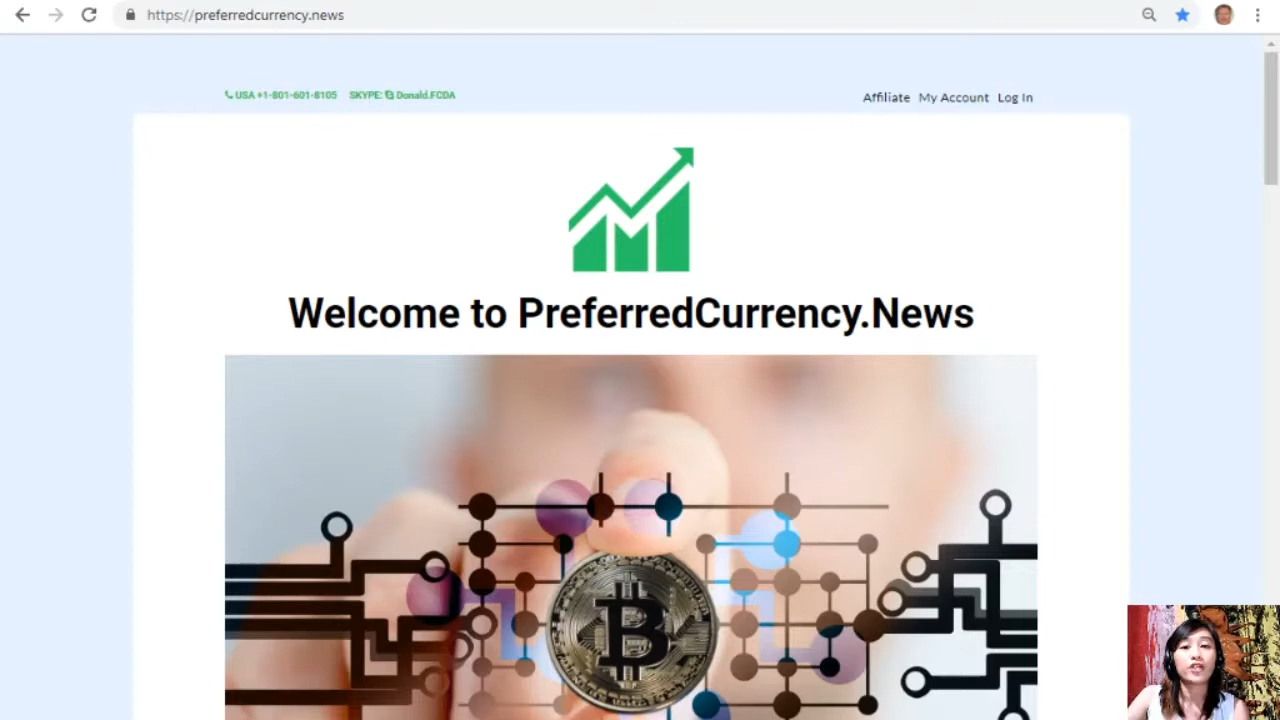 https://preferredcurrency.news
USA +1-801-601-8105 SKYPE: Donald.FCDA
Affiliate My Account Log In
Welcome to PreferredCurrency.News